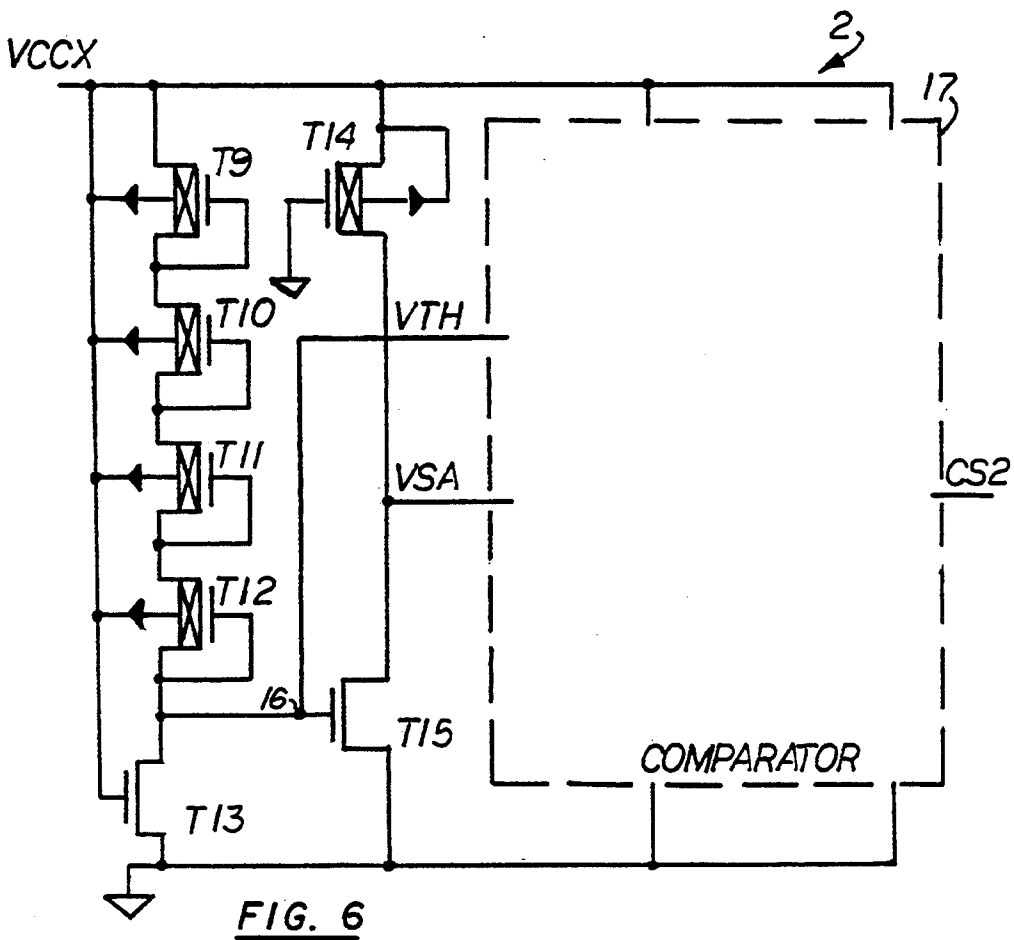 2
VCCX
17
T14
T9
T10
VTH
T11
VSA
CS2
T12
16
T15
COMPARATOR
T13
FIG. 6